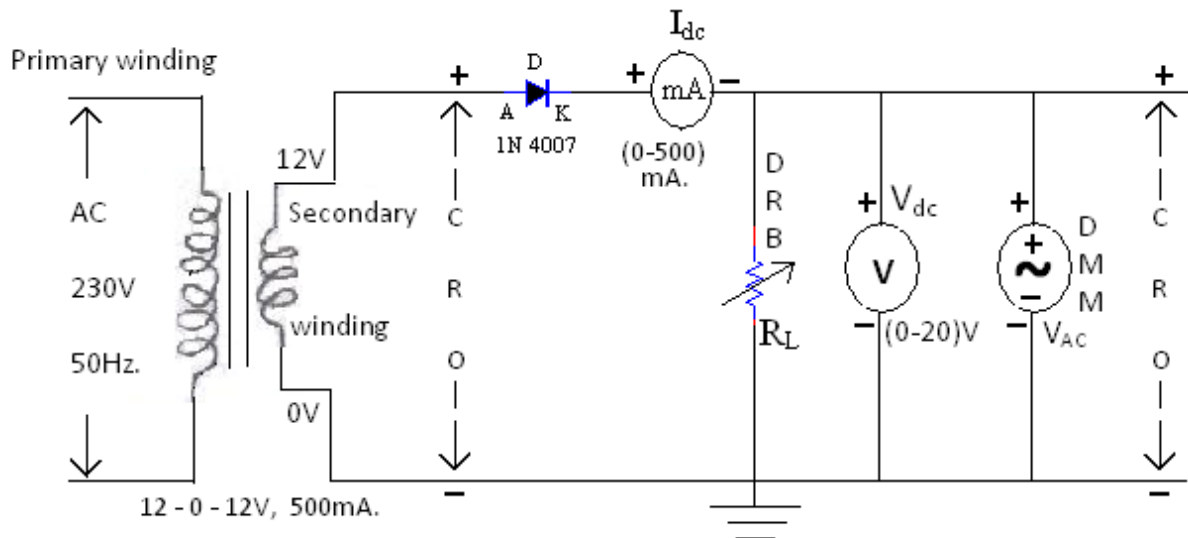 Primary winding
AC
230V
50Hz.
12V
Secondary
winding
0V
12 - 0 - 12V, 500mA.
+
C
R
O
−
D
A
K
1N 4007
I dc
+
mA
−
(0-500)
mA.
D
R
B
R L
+
V dc
V
−
(0-20)V
+
+
~
−
−
D
M
M
V AC
+
C
R
O
−